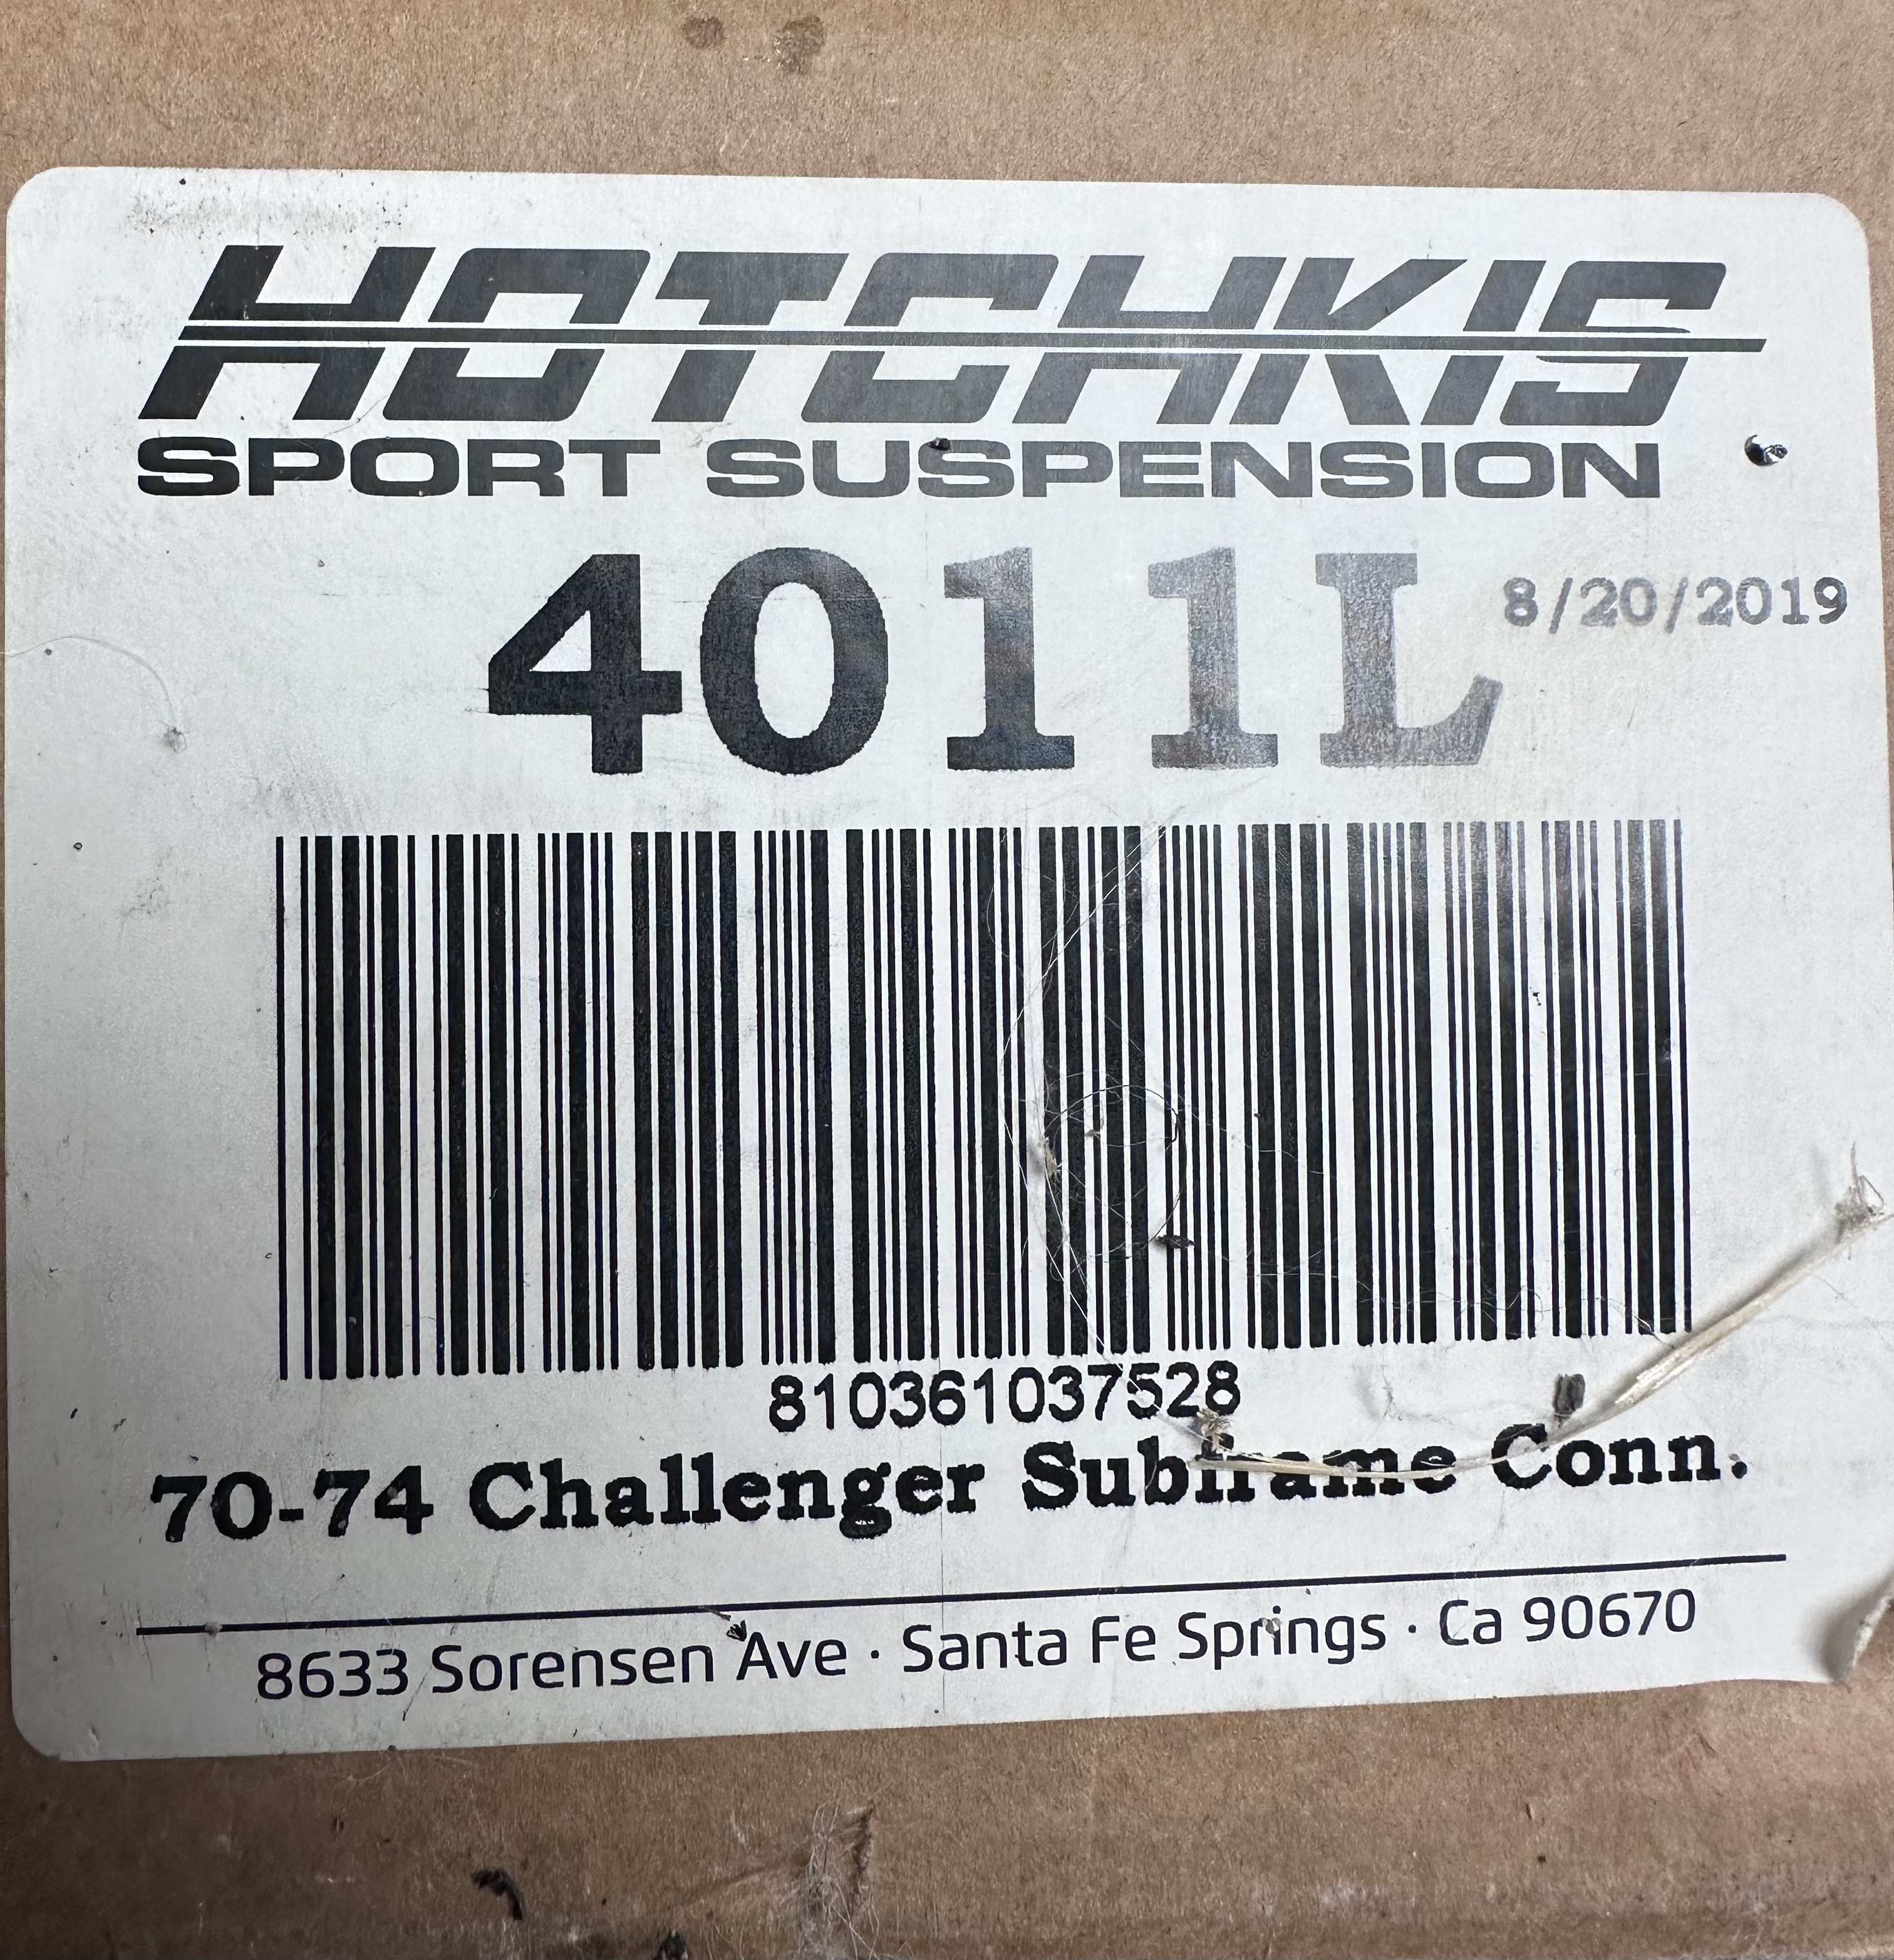 HOTCHKIS
SPORT SUSPENSION
4011L 8/20/2019
810361037528
70-74 Challenger Subframe Conn.
8633 Sorensen Ave · Santa Fe Springs · Ca 90670